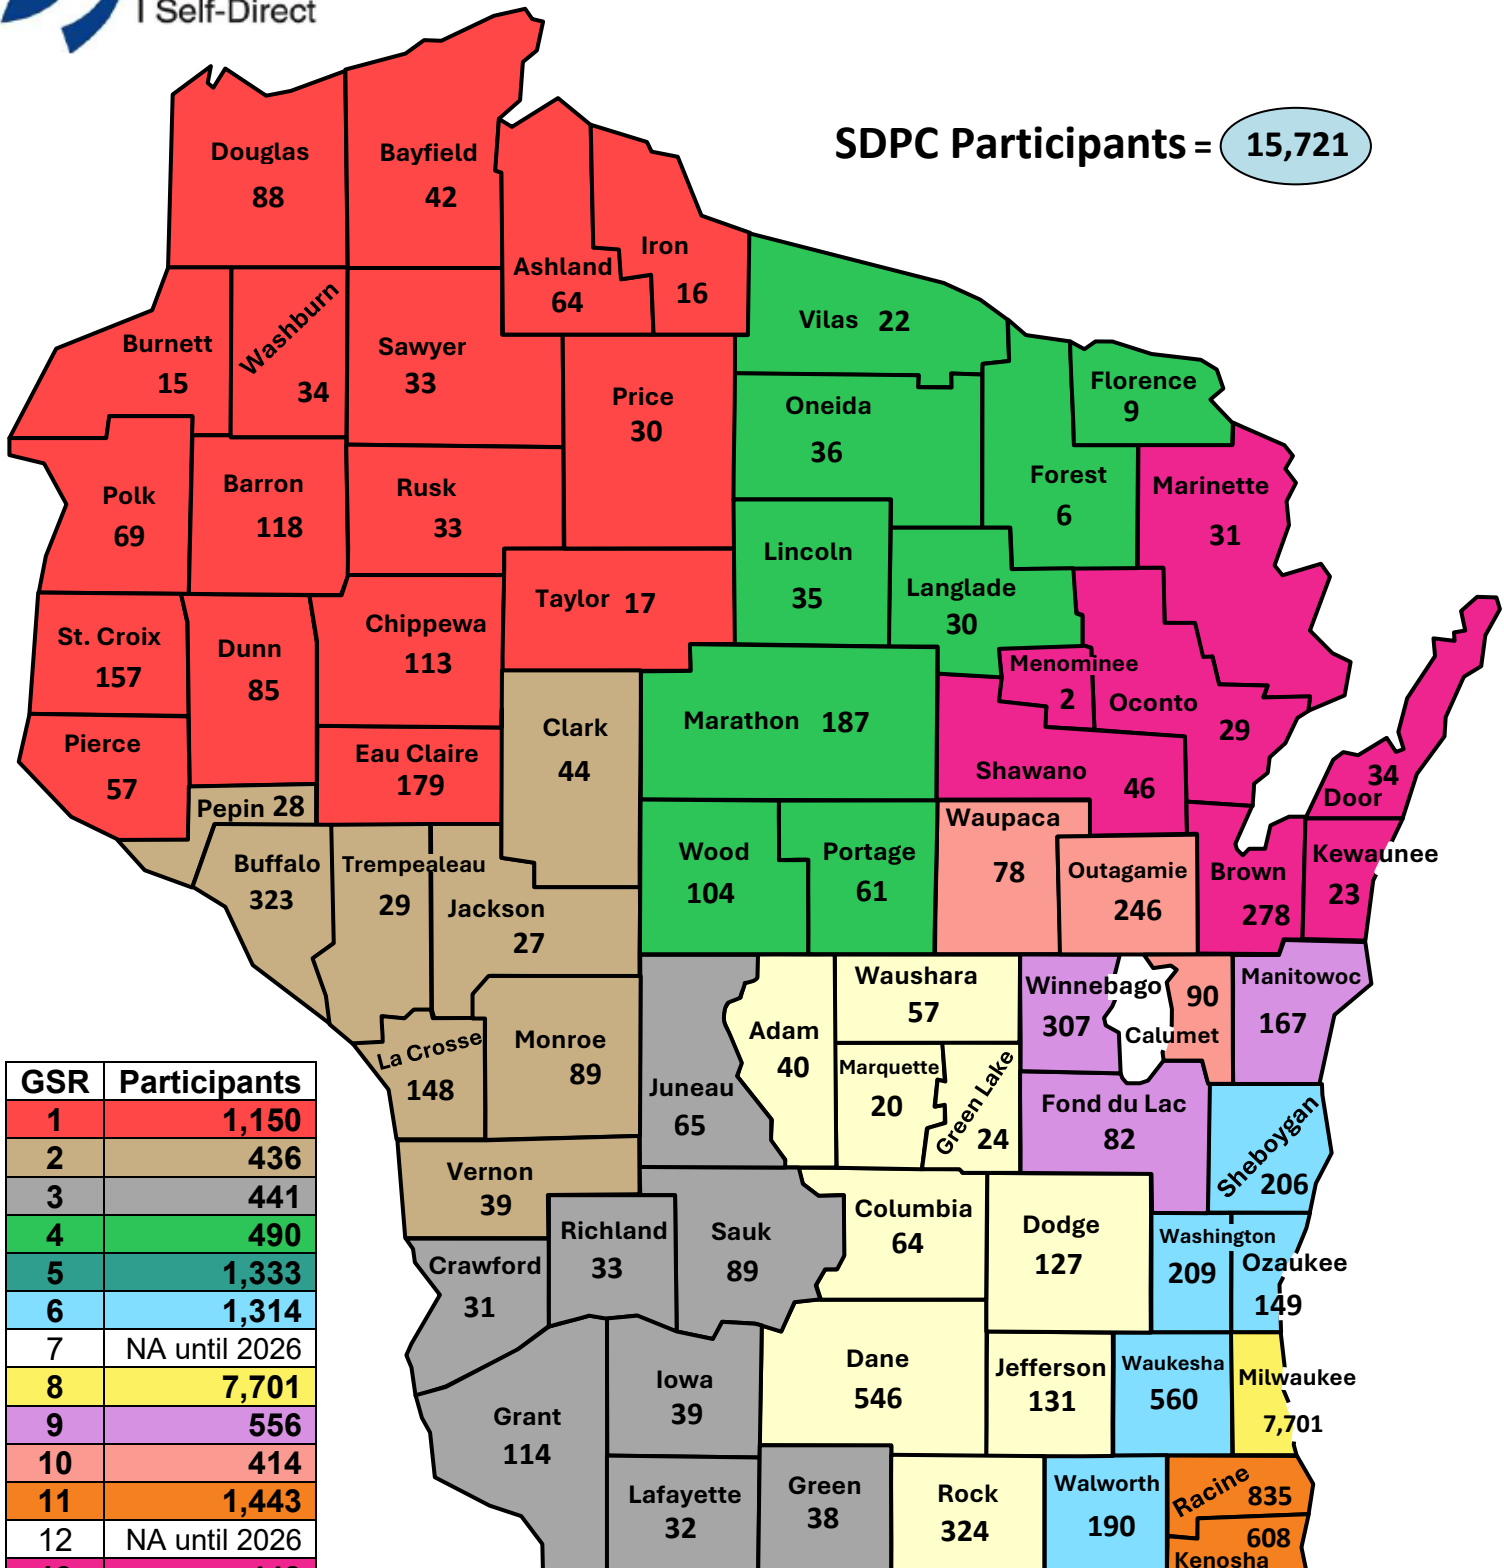 I Self-Direct
SDPC Participants = 15,721
Douglas
88
Bayfield
42
Ashland
64
Iron
16
Vilas 22
Burnett
15
Washburn
34
Sawyer
33
Price
30
Oneida
36
Florence
9
Forest
6
Marinette
31
Polk
69
Barron
118
Rusk
33
Taylor 17
Lincoln
35
Langlade
30
St. Croix
157
Dunn
85
Chippewa
113
Menominee
2
Oconto
29
Pierce
57
Eau Claire
179
Clark
44
Marathon 187
Shawano
46
34
Door
Pepin 28
Buffalo
323
Trempealeau
29
Jackson
27
Wood
104
Portage
61
Waupaca
78
Outagamie
246
Brown
278
Kewaunee
23
La Crosse
148
Monroe
89
Juneau
65
Adam
40
Waushara
57
Winnebago
307
90
Calumet
Manitowoc
167
Marquette
20
Green Lake
24
Fond du Lac
82
Sheboygan
206
Vernon
39
Richland
33
Sauk
89
Columbia
64
Dodge
127
Washington
209
Ozaukee
149
Crawford
31
Grant
114
Iowa
39
Dane
546
Jefferson
131
Waukesha
560
Milwaukee
7,701
Lafayette
32
Green
38
Rock
324
Walworth
190
Racine 835
608
Kenosha
GSR Participants
1 1,150
2 436
3 441
4 490
5 1,333
6 1,314
7 NA until 2026
8 7,701
9 556
10 414
11 1,443
12 NA until 2026